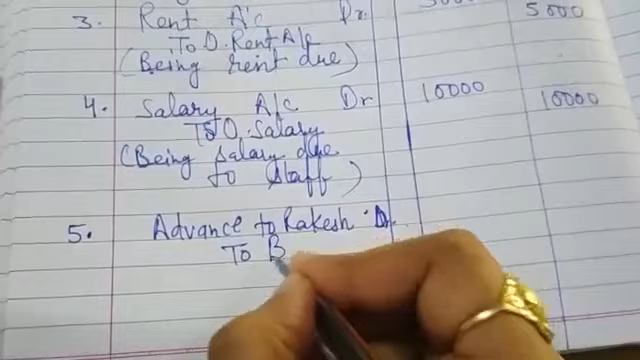 3. Rent A/c Dr. 5000
To O. Rent A/c
(Being rent due)
4. Salary A/c Dr 10000 10000
To O. Salary
(Being Salary due
to Staff)
5. Advance to Rakesh Dr.
To B